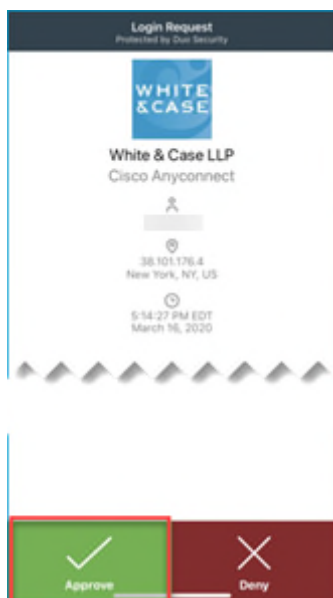 Login Request
Protected by Duo Security
WHITE
& CASE
White & Case LLP
Cisco Anyconnect
38.101.176.4
New York, NY, US
5:14:27 PM EDT
March 16, 2020
Approve
Deny